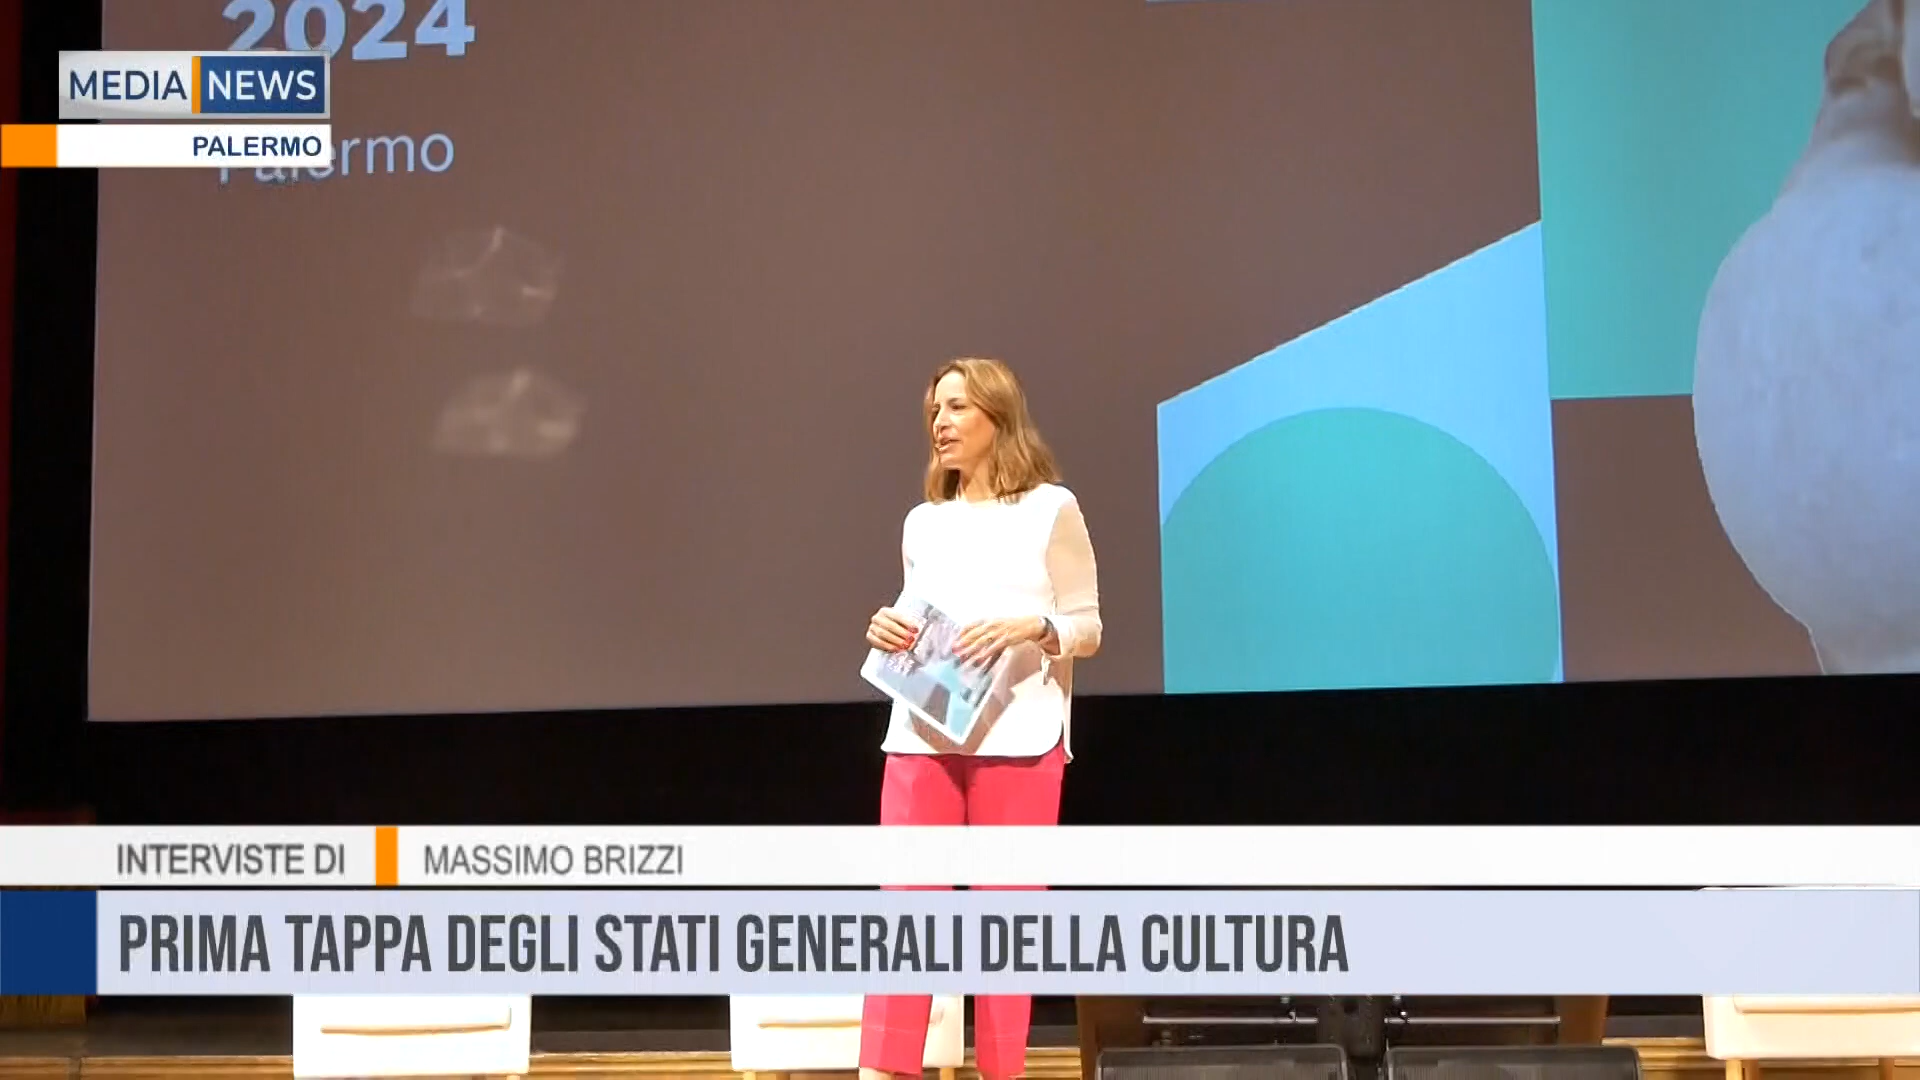 2024
MEDIA NEWS
PALERMO
Palermo
INTERVISTE DI MASSIMO BRIZZI
PRIMA TAPPA DEGLI STATI GENERALI DELLA CULTURA